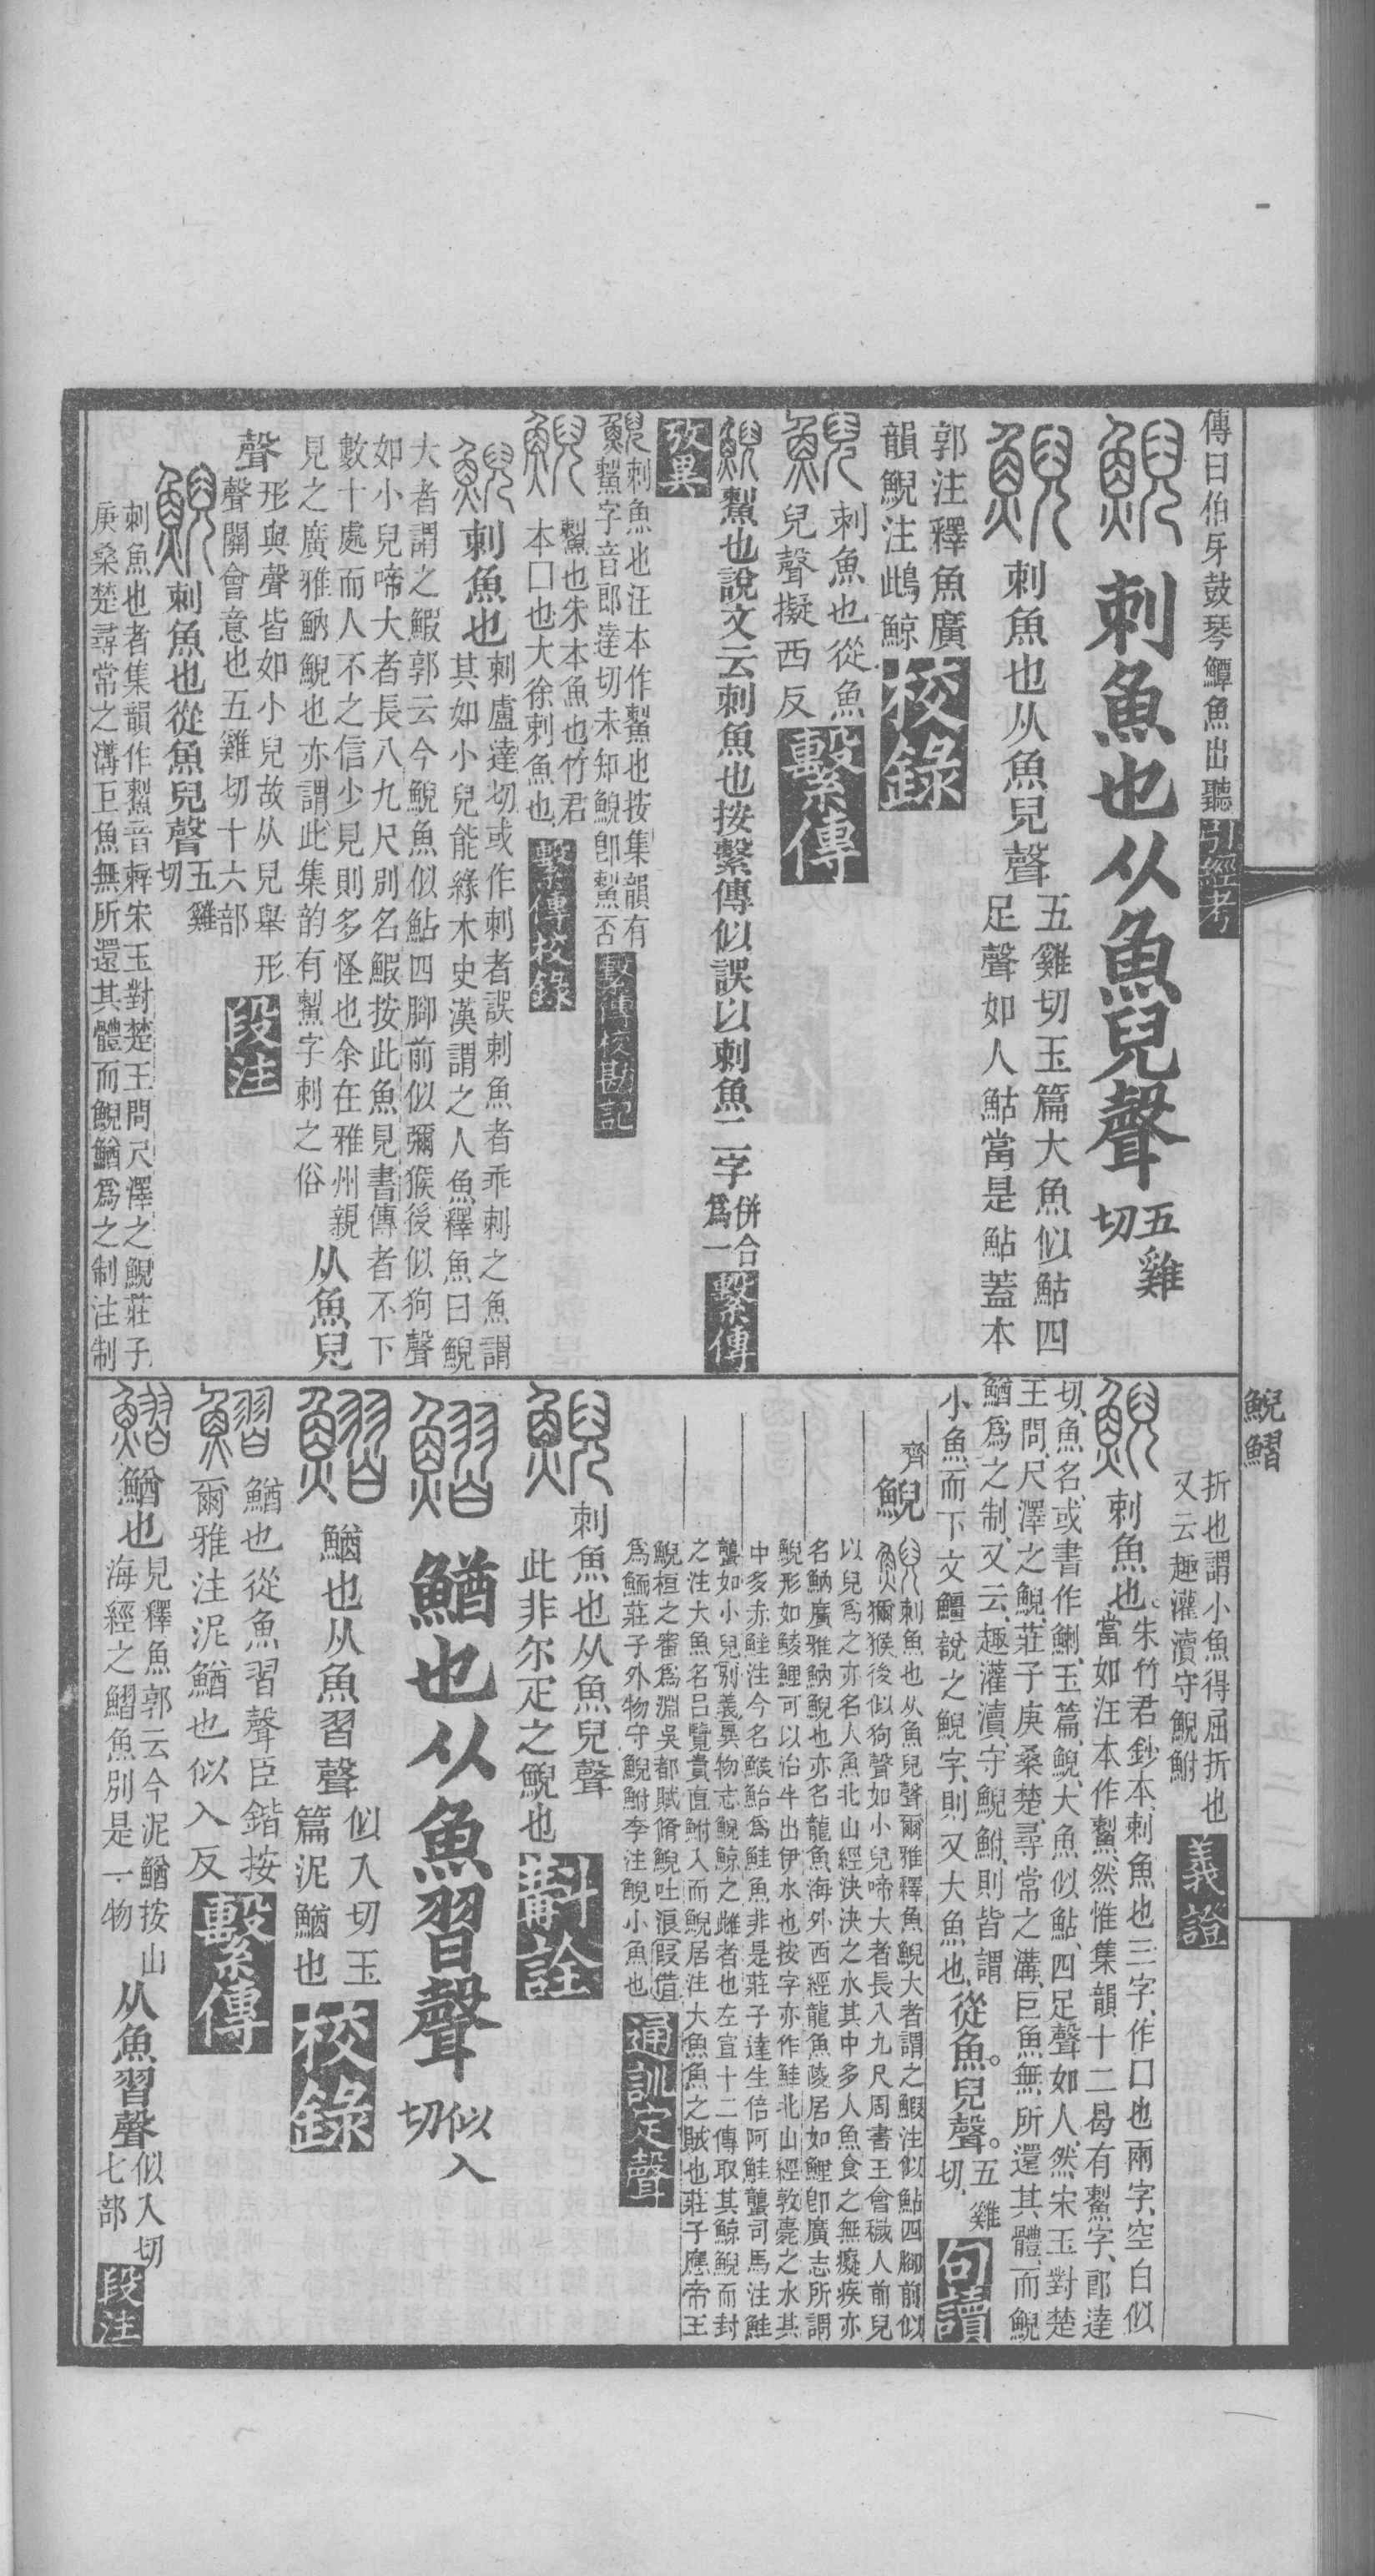 傳曰伯牙鼓琴鱏魚出聽引經考
鯢 刺魚也从魚兒聲五雞切
鯢 刺魚也从魚兒聲五雞切玉篇大魚似鮎四
足聲如人鮎當是鮎蓋本
郭注釋魚廣
韻鯢注鴟鯨校錄
鯢刺魚也從魚
兒聲擬西反繫傳
鯢鯬也說文云刺魚也按繫傳似誤以刺魚二字併合爲一繫傳
攷異
鯢刺魚也汪本作鯬也按集韻有
鯬字音郎達切未知鯢卽鯬否繫傳校勘記
鯢鯬也朱本魚也竹君
本囗也大徐刺魚也繫傳校錄
鯢刺魚也刺盧達切或作剌者誤刺魚者乖刺之魚謂
其如小兒能緣木史漢謂之人魚釋魚曰鯢
大者謂之鰕郭云今鯢魚似鮎四腳前似獼猴後似狗聲
如小兒啼大者長八九尺別名鰕按此魚見書傳者不下
數十處而人不之信少見則多怪也余在雅州親
見之廣雅魶鯢也亦謂此集韵有鯬字刺之俗从魚兒
聲形與聲皆如小兒故从兒舉形
聲關會意也五雞切十六部段注
鯢刺魚也從魚兒聲五雞切
刺魚也者集韻作鯬音辢宋玉對楚王問尺澤之鯢莊子
庚桑楚尋常之溝巨魚無所還其體而鯢鰌爲之制注制
鯢鰼
折也謂小魚得屈折也
又云趣灌瀆守鯢鮒義證
鯢刺魚也朱竹君鈔本刺魚也三字作囗也兩字空白似
當如汪本作鯬然惟集韻十二曷有鯬字郎達
切魚名或書作鯻玉篇鯢大魚似鮎四足聲如人然宋玉對楚
王問尺澤之鯢莊子庚桑楚尋常之溝巨魚無所還其體而鯢
鰌爲之制又云趣灌瀆守鯢鮒則皆謂
小魚而下文鱷說之鯢字則又大魚也從魚兒聲五雞切句讀
齊
鯢 鯢刺魚也从魚兒聲爾雅釋魚鯢大者謂之鰕注似鮎四腳前似
獼猴後似狗聲如小兒啼大者長八九尺周書王會穢人前兒
以兒爲之亦名人魚北山經決決之水其中多人魚食之無癡疾亦
名魶廣雅魶鯢也亦名龍魚海外西經龍魚陵居如鯉卽廣志所謂
鯢形如鯪鯉可以治牛出伊水也按字亦作鮭北山經敦薨之水其
中多赤鮭注今名鯸鮐爲鮭魚非是莊子達生倍阿鮭蠪司馬注鮭
蠪如小兒別義異物志鯢鯨之雌者也左宣十二傳取其鯨鯢而封
之注大魚名呂覽貴直鮒入而鯢居注大魚魚之賊也莊子應帝王
鯢桓之審爲淵吳都賦脩鯢吐浪叚借
爲鮞莊子外物守鯢鮒李注鯢小魚也通訓定聲
鯢刺魚也从魚兒聲
此非尔疋之鯢也斠詮
鰼 鰌也从魚習聲似入切
鰼 鰌也从魚習聲似入切玉
篇泥鰌也校錄
鰼鰌也從魚習聲臣鍇按
爾雅注泥鰌也似入反繫傳
鰼鰌也見釋魚郭云今泥鰌按山
海經之鰼魚別是一物从魚習聲似入切
七部段注